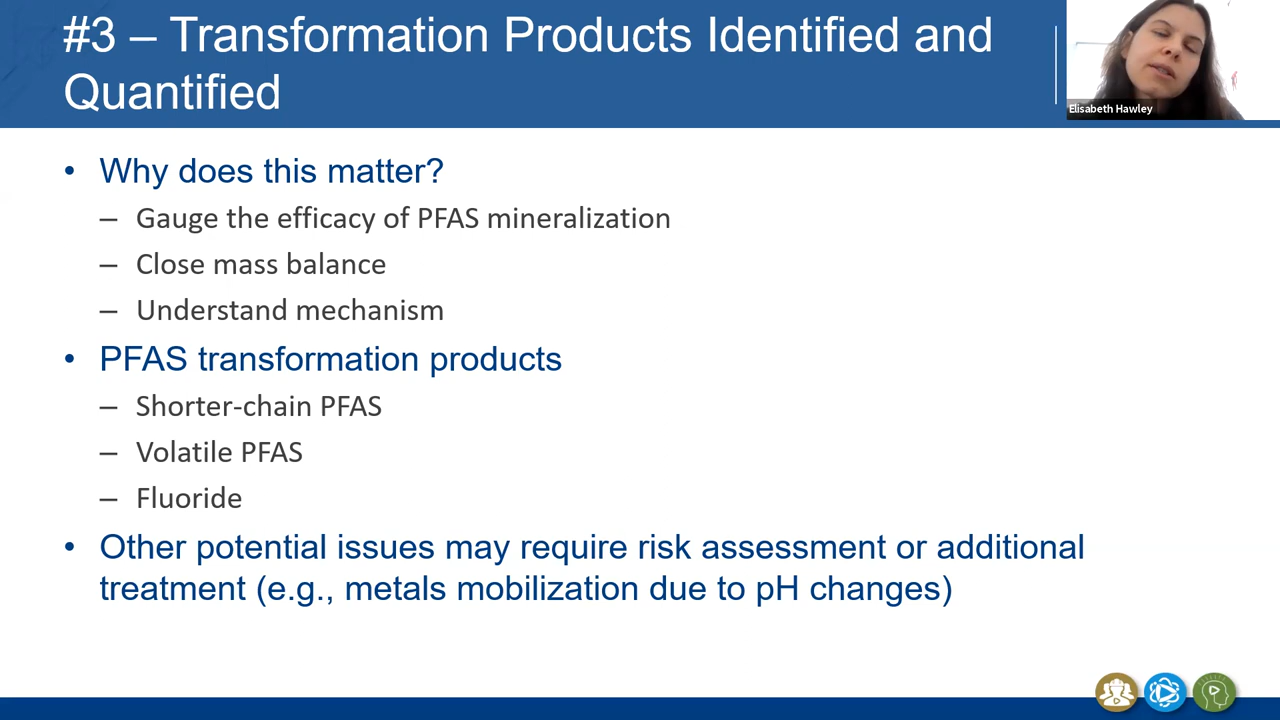 #3 – Transformation Products Identified and
Quantified
Elisabeth Hawley
• Why does this matter?
– Gauge the efficacy of PFAS mineralization
– Close mass balance
– Understand mechanism
• PFAS transformation products
– Shorter-chain PFAS
– Volatile PFAS
– Fluoride
• Other potential issues may require risk assessment or additional
treatment (e.g., metals mobilization due to pH changes)